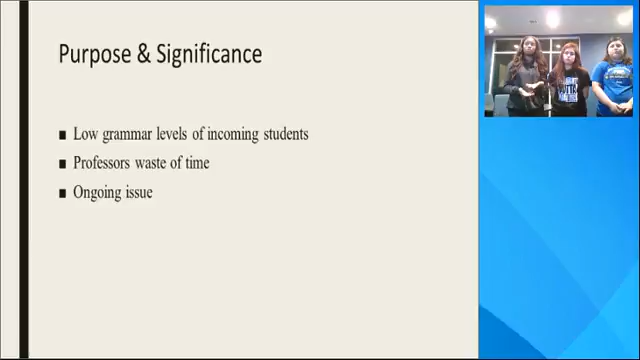 Purpose & Significance
Low grammar levels of incoming students
Professors waste of time
Ongoing issue